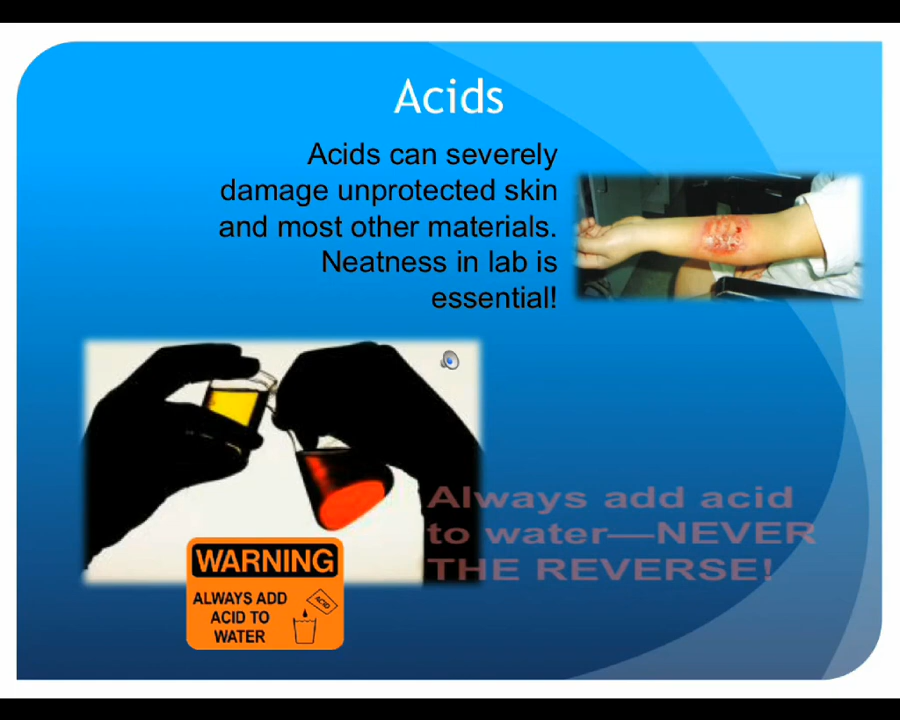 Acids
Acids can severely
damage unprotected skin
and most other materials.
Neatness in lab is
essential!
Always add acid
to water—NEVER
THE REVERSE!
WARNING
ALWAYS ADD
ACID TO
WATER
ACID